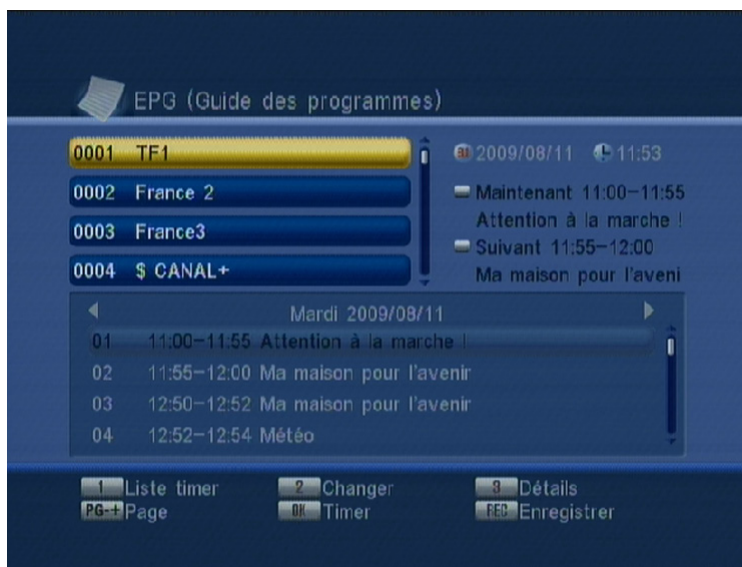 EPG (Guide des programmes)
0001 TF1
0002 France 2
0003 France3
0004 $ CANAL+
31 2009/08/11 11:53
Maintenant 11:00-11:55
Attention à la marche !
Suivant 11:55-12:00
Ma maison pour l'aveni
Mardi 2009/08/11
01 11:00-11:55 Attention à la marche !
02 11:55-12:00 Ma maison pour l'avenir
03 12:50-12:52 Ma maison pour l'avenir
04 12:52-12:54 Météo
1 Liste timer 2 Changer 3 Détails
PG-+ Page OK Timer REC Enregistrer